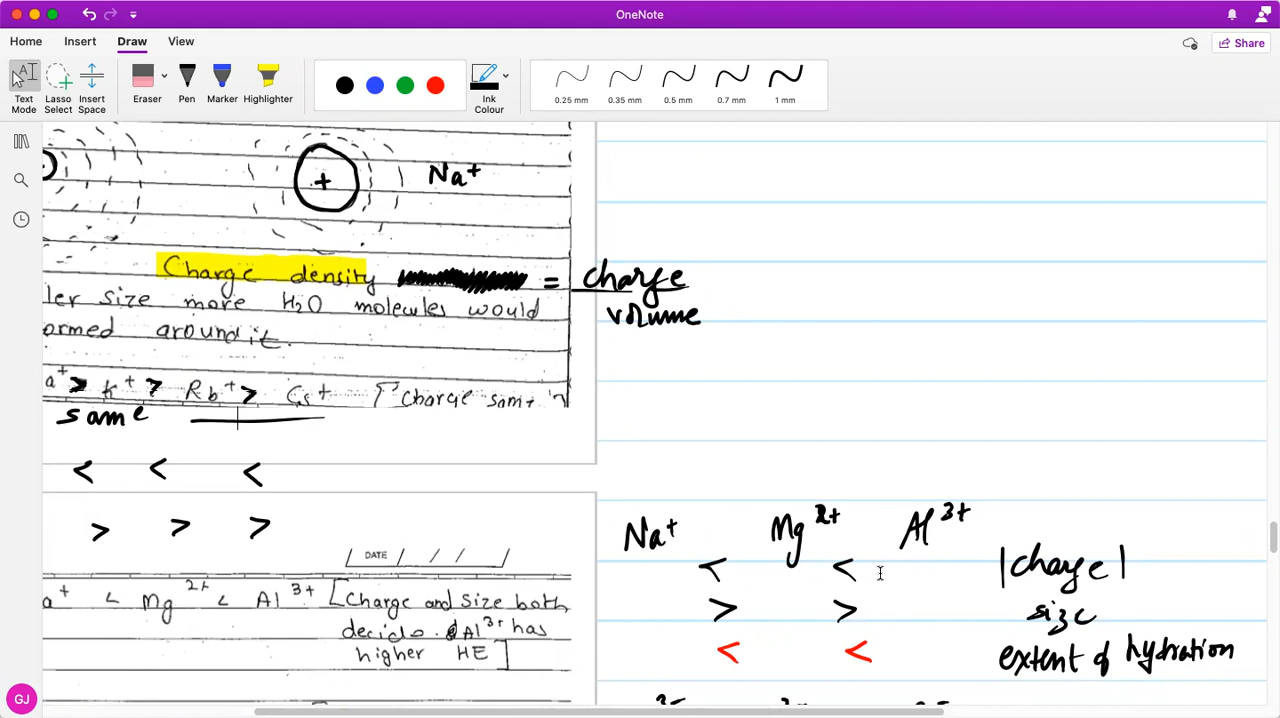 OneNote
Home Insert Draw View
Share
Text Mode
Lasso Select
Insert Space
Eraser
Pen
Marker
Highlighter
Ink Colour
0.25 mm 0.35 mm 0.5 mm 0.7 mm 1 mm
+ Na+
Charge density = charge
volume
ler size more H2O molecules would
ormed around it.
a+ > K+ > Rb+ > Cs+ Charge same
same
< < <
> > >
DATE / / /
a+ < Mg2+ < Al3+ [Charge and size both
decide. Al3+ has
higher HE]
Na+ Mg2+ Al3+
< < |charge|
> > size
< < extent of hydration
GJ